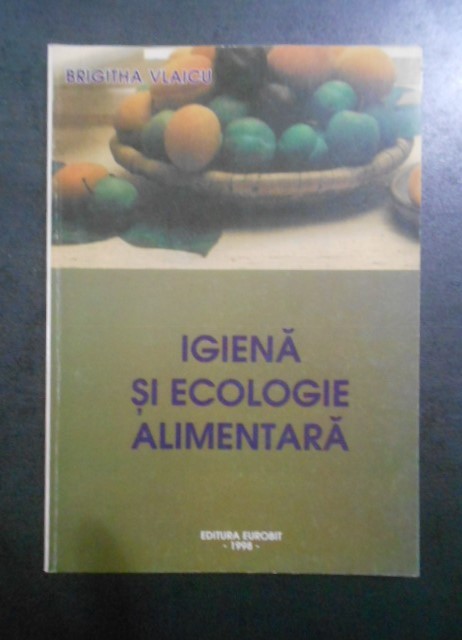 BRIGITHA VLAICU
IGIENĂ
ŞI ECOLOGIE
ALIMENTARĂ
EDITURA EUROBIT
- 1998 -